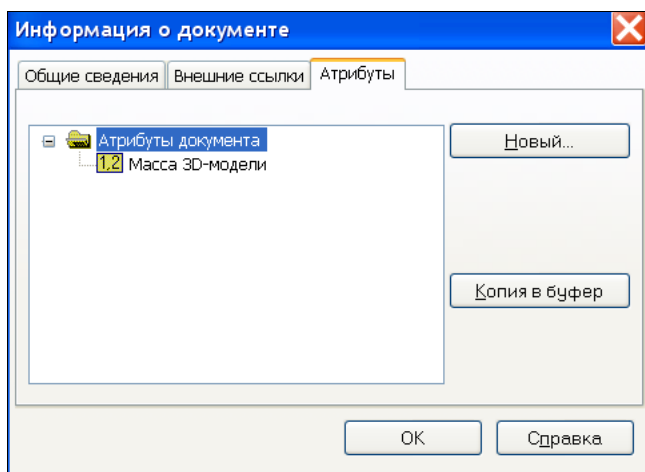 Информация о документе
Общие сведения Внешние ссылки Атрибуты
Атрибуты документа
Новый...
1,2 Масса 3D-модели
Копия в буфер
OK Справка